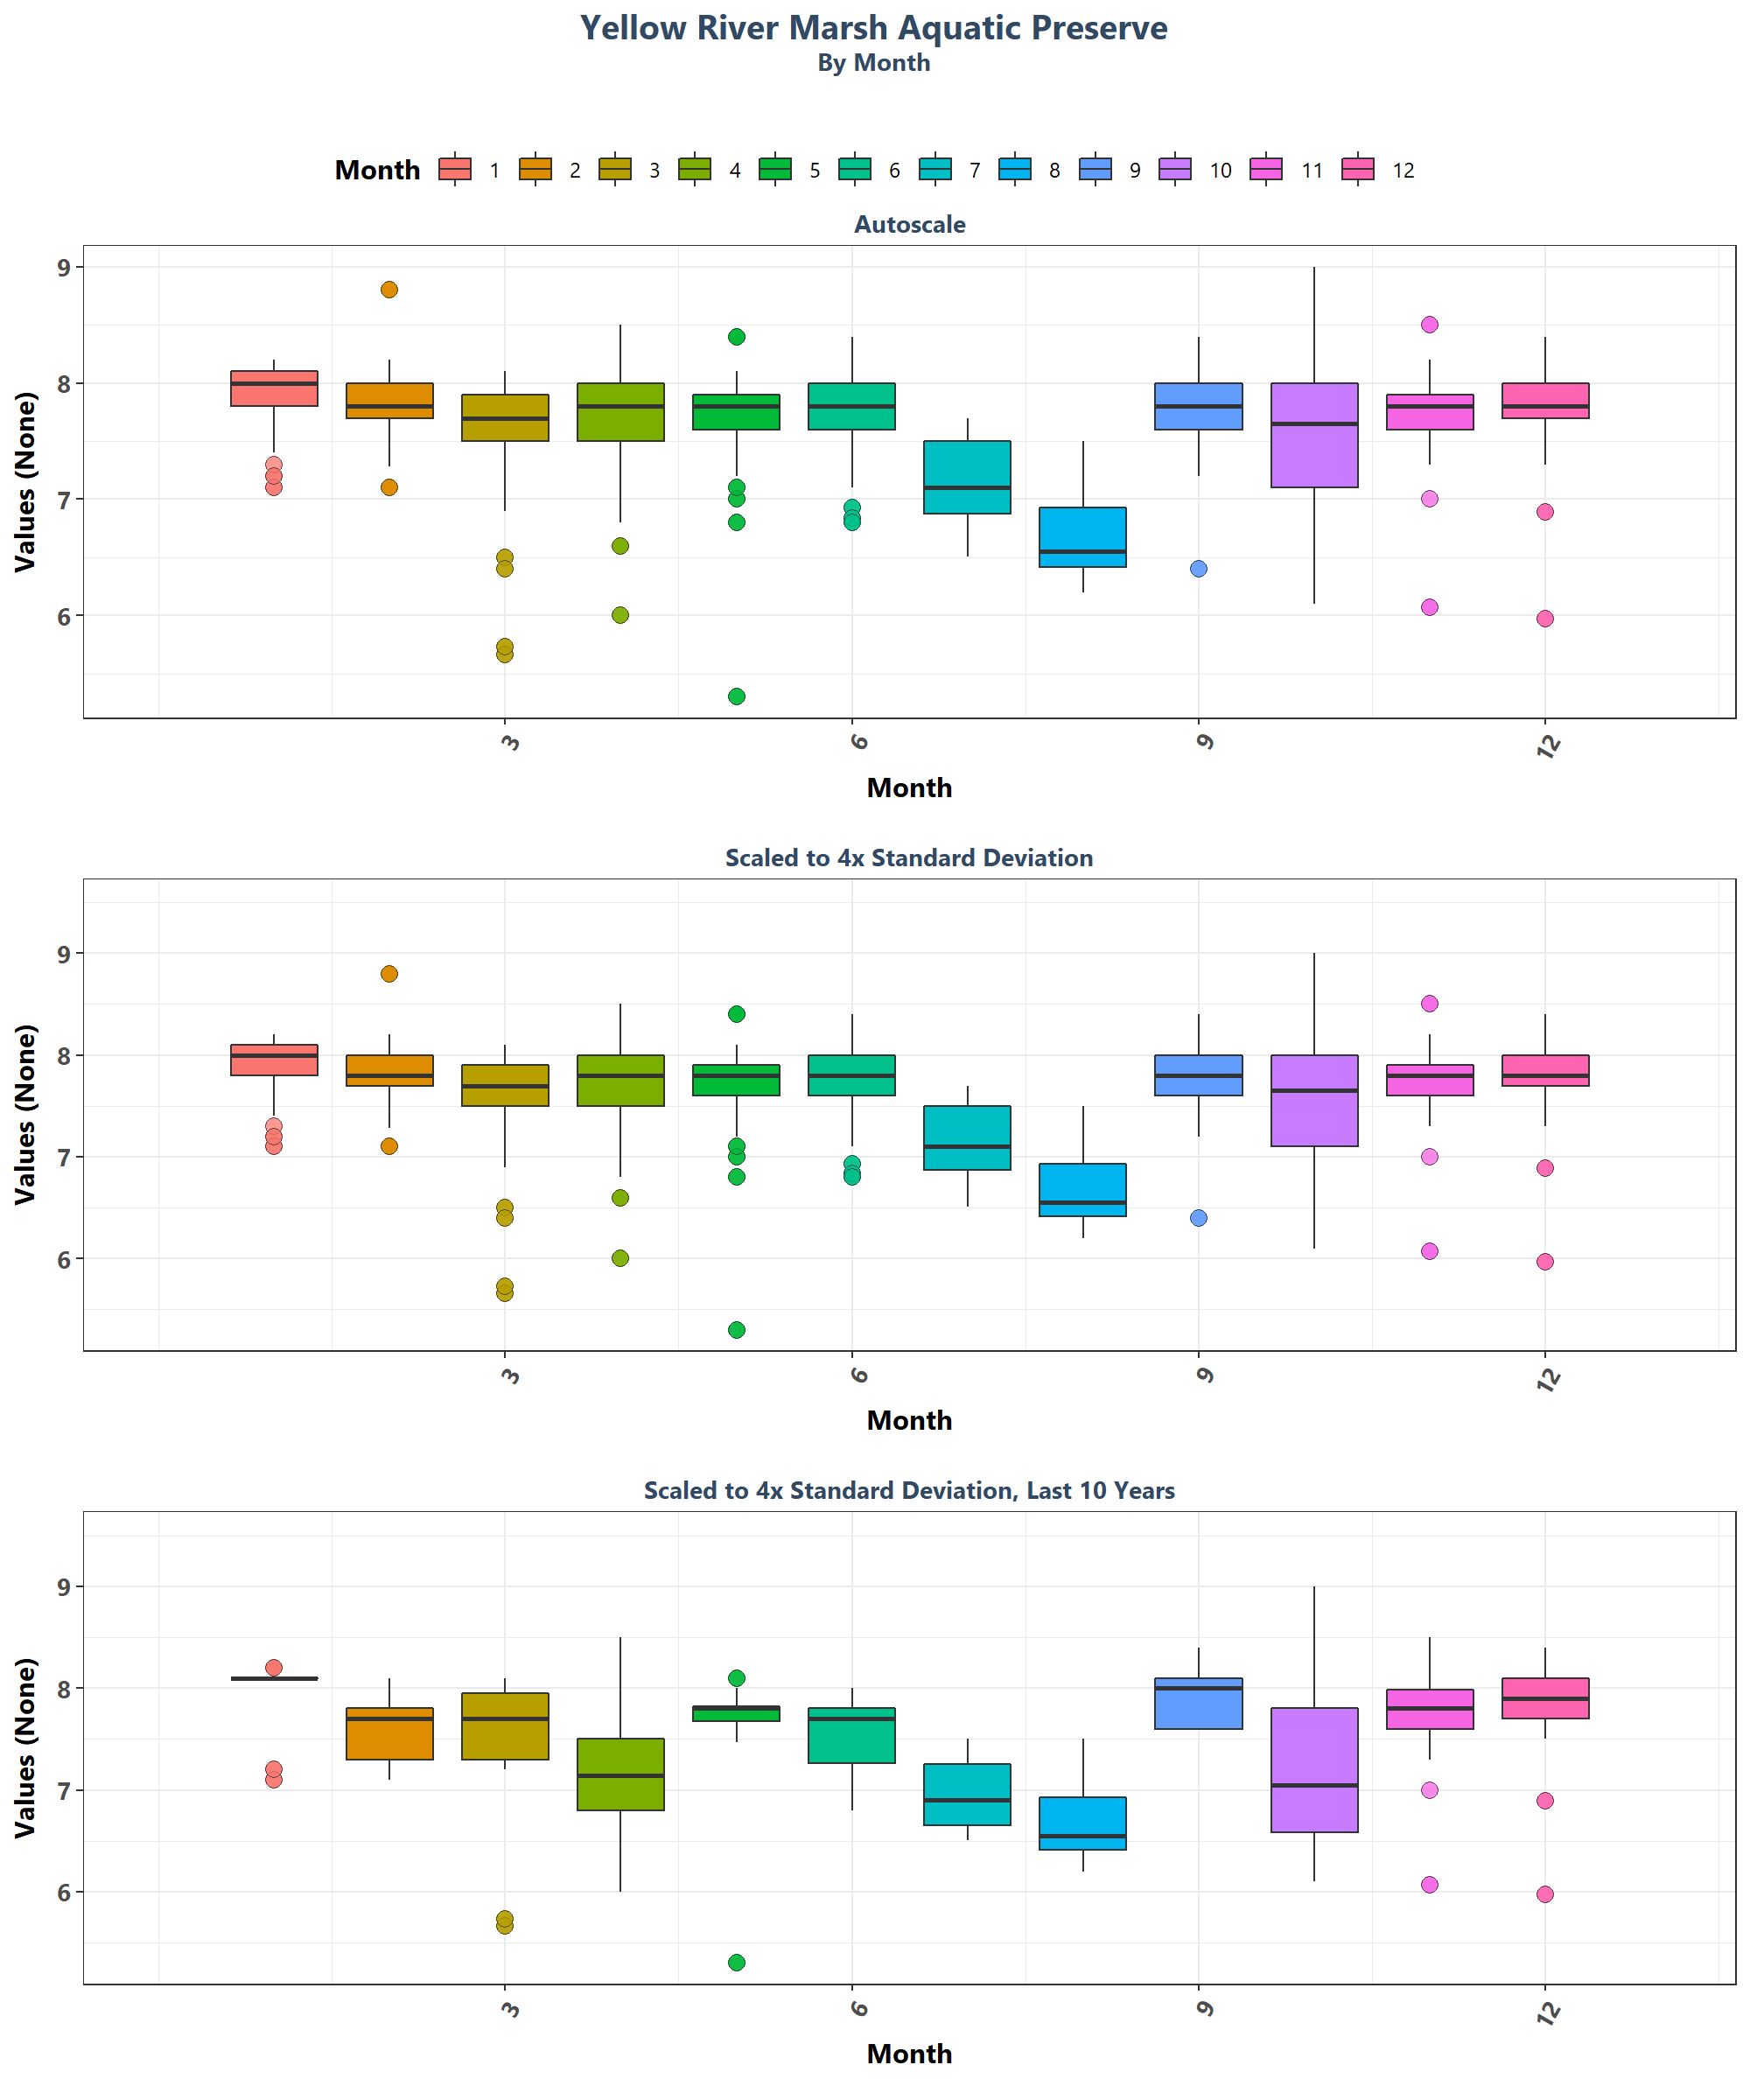 Yellow River Marsh Aquatic Preserve
By Month
Month 1 2 3 4 5 6 7 8 9 10 11 12
Autoscale
Values (None)
9
8
7
6
3 6 9 12
Month
Scaled to 4x Standard Deviation
Values (None)
9
8
7
6
3 6 9 12
Month
Scaled to 4x Standard Deviation, Last 10 Years
Values (None)
9
8
7
6
3 6 9 12
Month